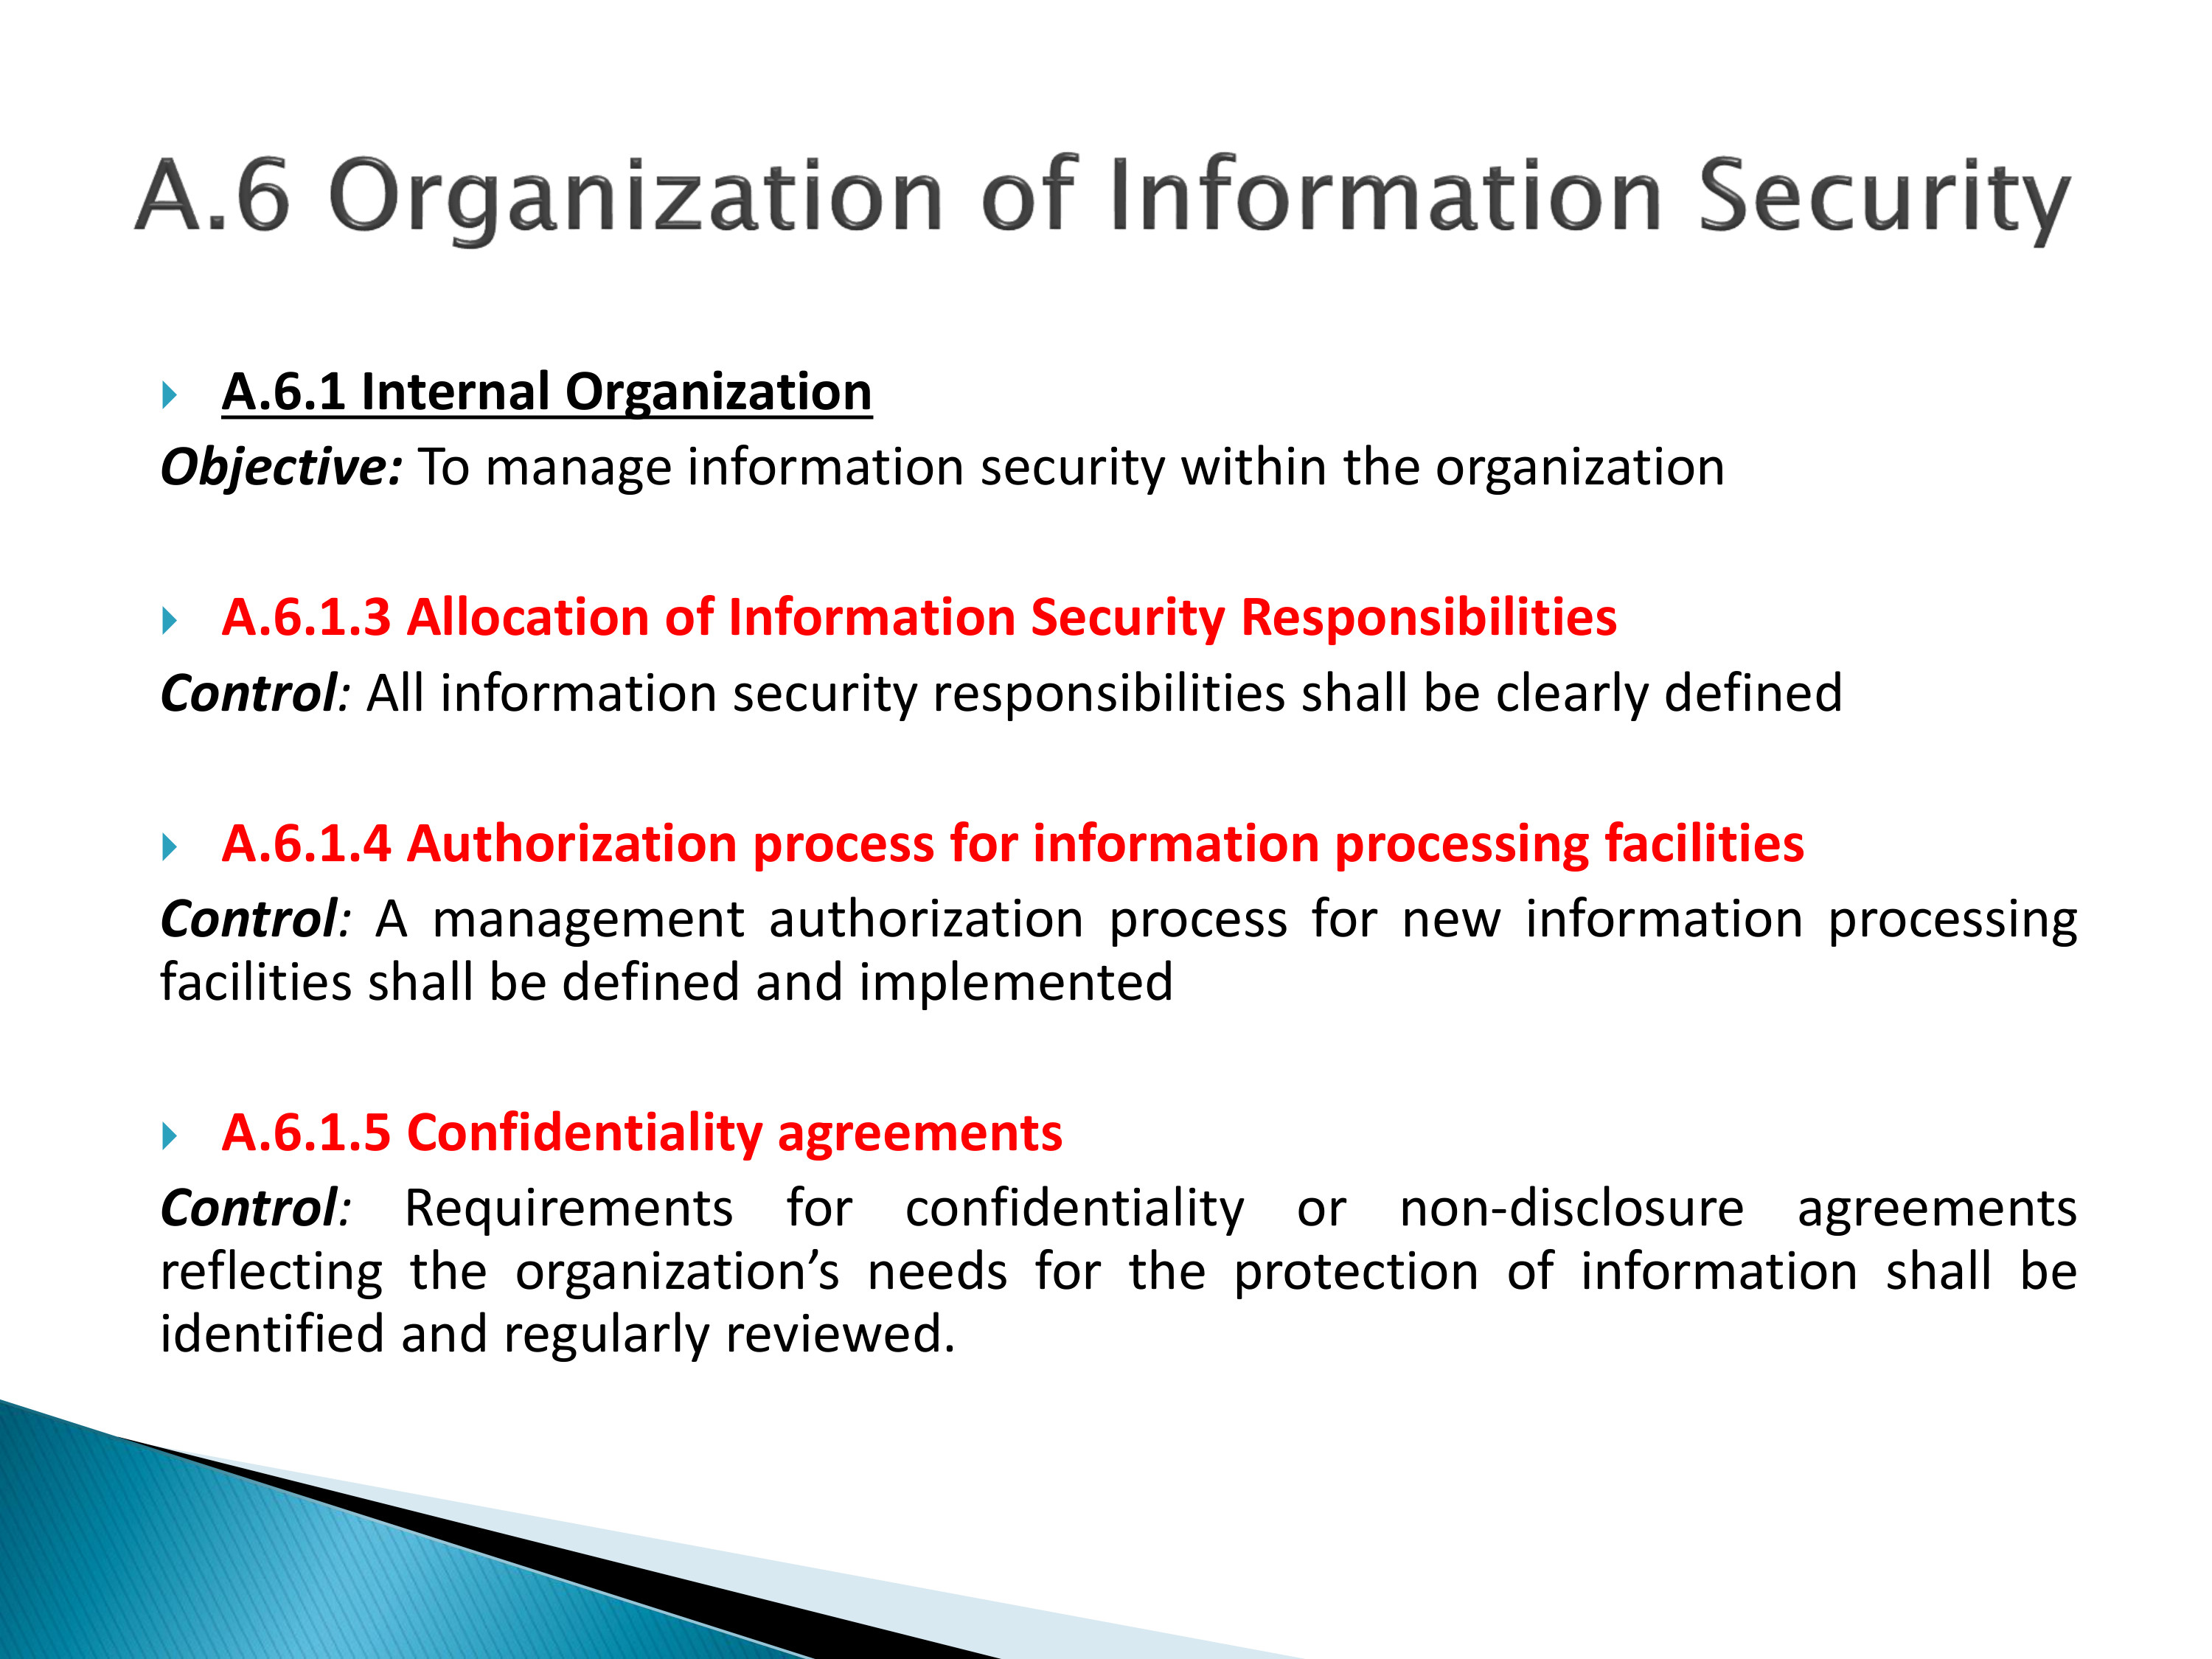 A.6 Organization of Information Security
A.6.1 Internal Organization
Objective: To manage information security within the organization
A.6.1.3 Allocation of Information Security Responsibilities
Control: All information security responsibilities shall be clearly defined
A.6.1.4 Authorization process for information processing facilities
Control: A management authorization process for new information processing
facilities shall be defined and implemented
A.6.1.5 Confidentiality agreements
Control: Requirements for confidentiality or non-disclosure agreements
reflecting the organization’s needs for the protection of information shall be
identified and regularly reviewed.